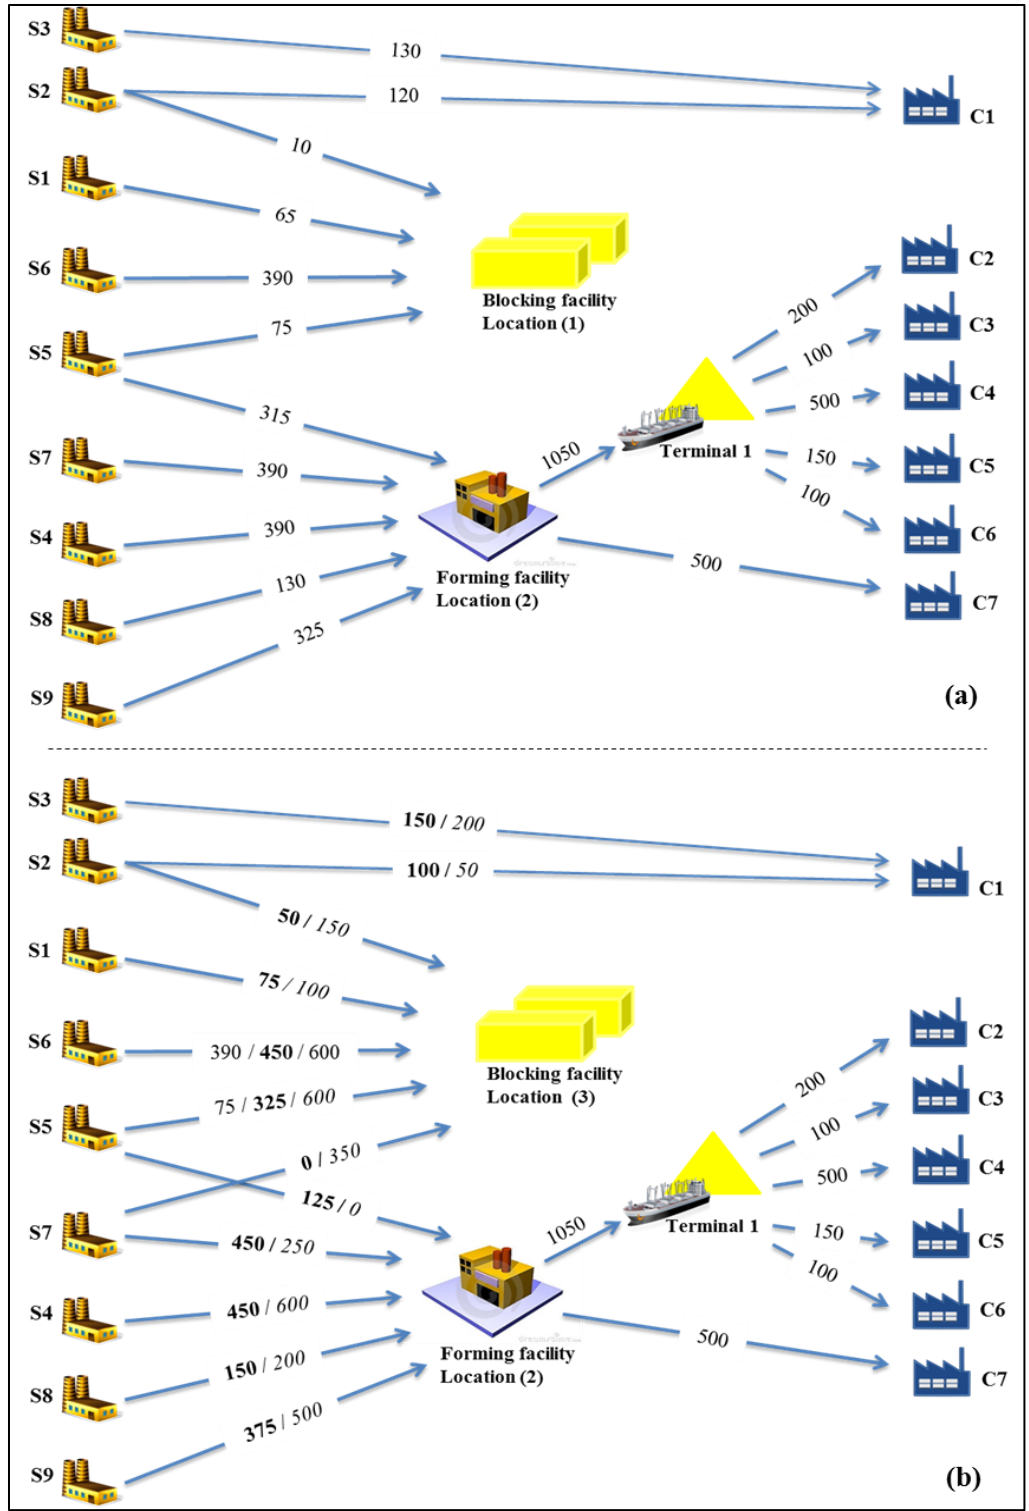 S3
130
S2
120
C1
10
S1
65
S6
390
C2
Blocking facility
Location (1)
75
S5
200
C3
100
315
500
C4
S7
390
1050
Terminal 1
150
C5
100
S4
390
C6
500
Forming facility
Location (2)
130
S8
C7
325
S9
(a)
S3
150 / 200
S2
100 / 50
C1
50 / 150
S1
75 / 100
S6
390 / 450 / 600
C2
Blocking facility
Location (3)
75 / 325 / 600
S5
200
C3
100
0 / 350
500
C4
125 / 0
S7
450 / 250
1050
Terminal 1
150
C5
100
S4
450 / 600
C6
500
Forming facility
Location (2)
150 / 200
S8
C7
375 / 500
S9
(b)